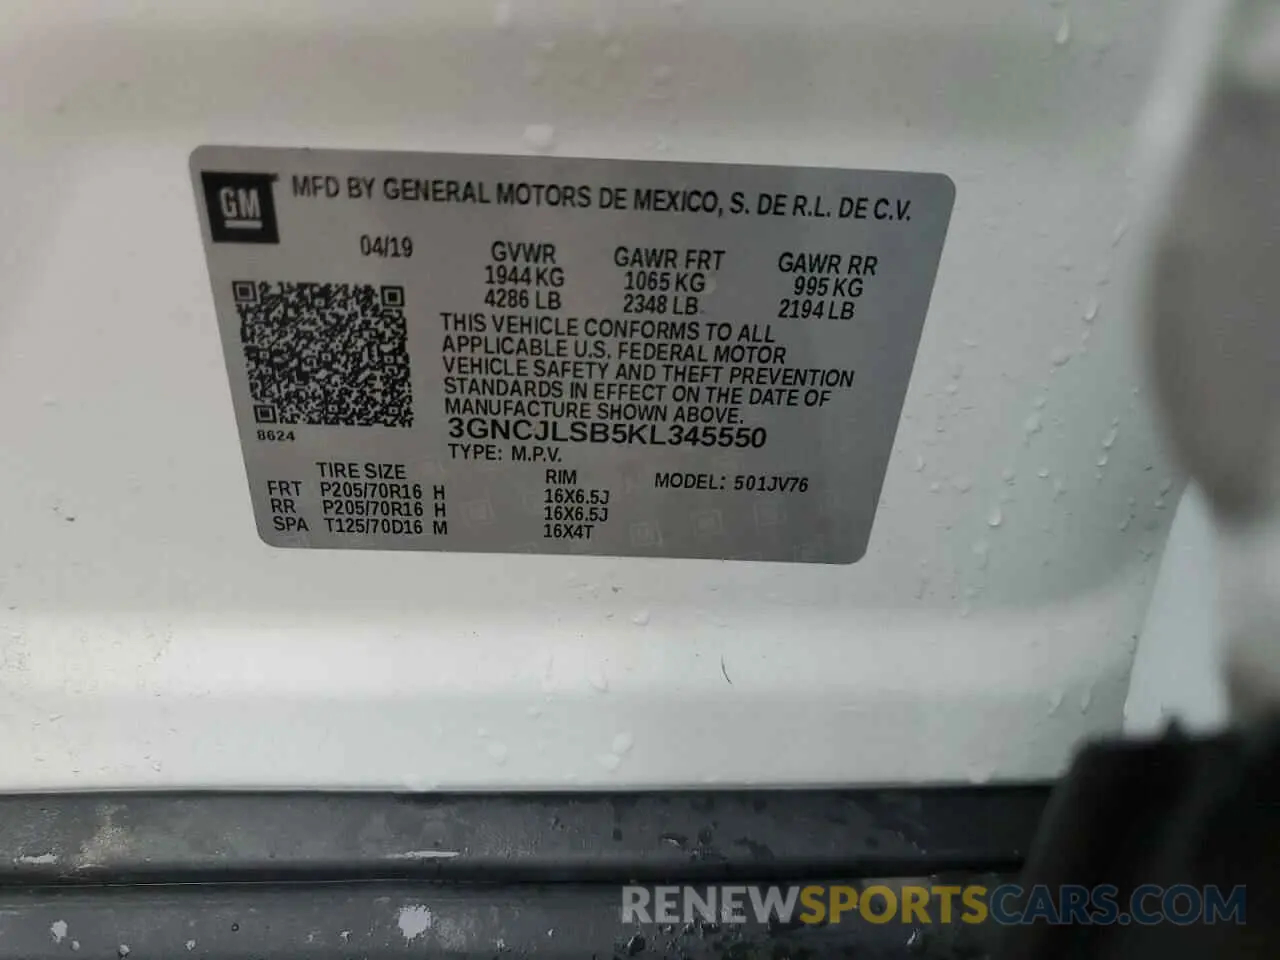 GM
MFD BY GENERAL MOTORS DE MEXICO, S. DE R.L. DE C.V.
04/19 GVWR GAWR FRT GAWR RR
1944 KG 1065 KG 995 KG
4286 LB 2348 LB 2194 LB
THIS VEHICLE CONFORMS TO ALL
APPLICABLE U.S. FEDERAL MOTOR
VEHICLE SAFETY AND THEFT PREVENTION
STANDARDS IN EFFECT ON THE DATE OF
MANUFACTURE SHOWN ABOVE.
8624
3GNCJLSB5KL345550
TYPE: M.P.V.
TIRE SIZE RIM MODEL: 501JV76
FRT P205/70R16 H 16X6.5J
RR P205/70R16 H 16X6.5J
SPA T125/70D16 M 16X4T
RENEWSPORTSCARS.COM